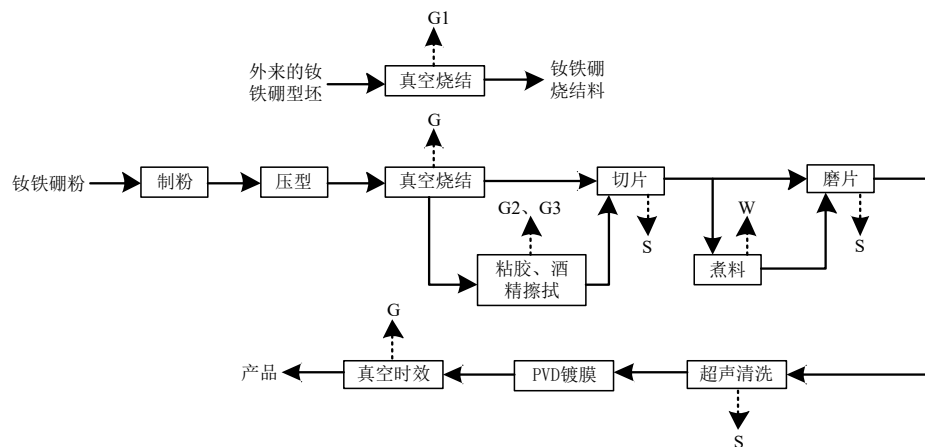 G1
外来的钕
铁硼型坯
真空烧结
钕铁硼
烧结料
G
钕铁硼粉
制粉
压型
真空烧结
切片
磨片
G2、G3
W
S
S
粘胶、酒
精擦拭
煮料
G
产品
真空时效
PVD镀膜
超声清洗
S